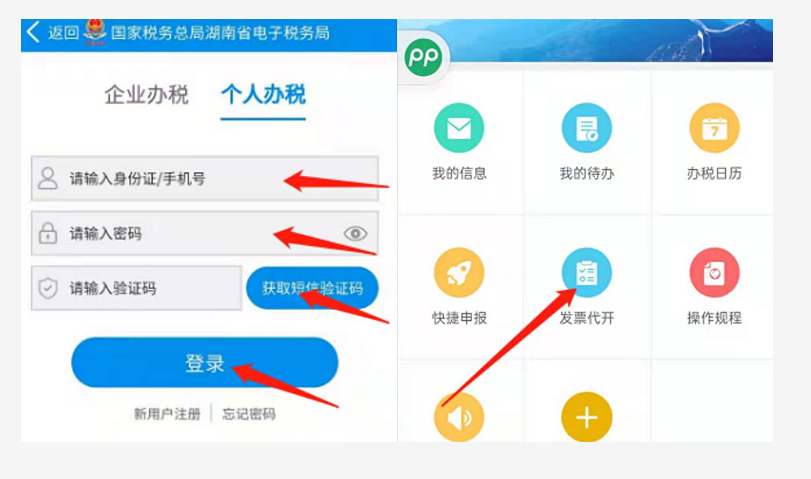 返回 国家税务总局湖南省电子税务局
企业办税 个人办税
请输入身份证/手机号
请输入密码
请输入验证码 获取短信验证码
登录
新用户注册 忘记密码
PP
我的信息 我的待办 办税日历
7
快捷申报 发票代开 操作规程